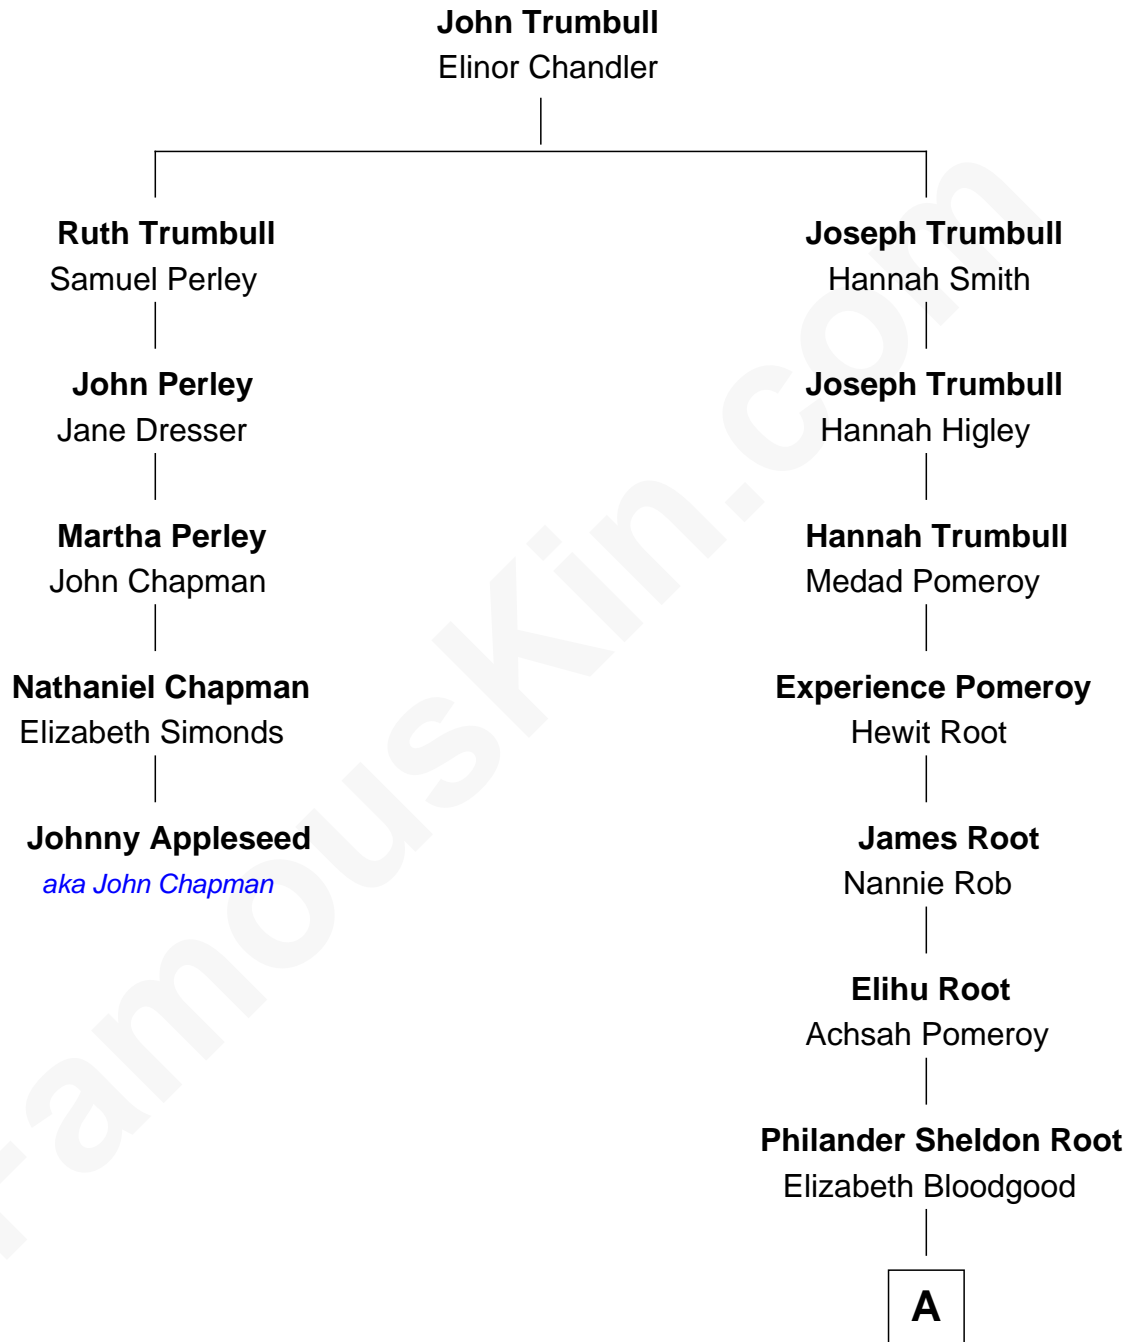 John Trumbull
Elinor Chandler
Ruth Trumbull
Samuel Perley
Joseph Trumbull
Hannah Smith
John Perley
Jane Dresser
Joseph Trumbull
Hannah Higley
Martha Perley
John Chapman
Hannah Trumbull
Medad Pomeroy
Nathaniel Chapman
Elizabeth Simonds
Experience Pomeroy
Hewit Root
Johnny Appleseed
aka John Chapman
James Root
Nannie Rob
Elihu Root
Achsah Pomeroy
Philander Sheldon Root
Elizabeth Bloodgood
A
FamousKin.com